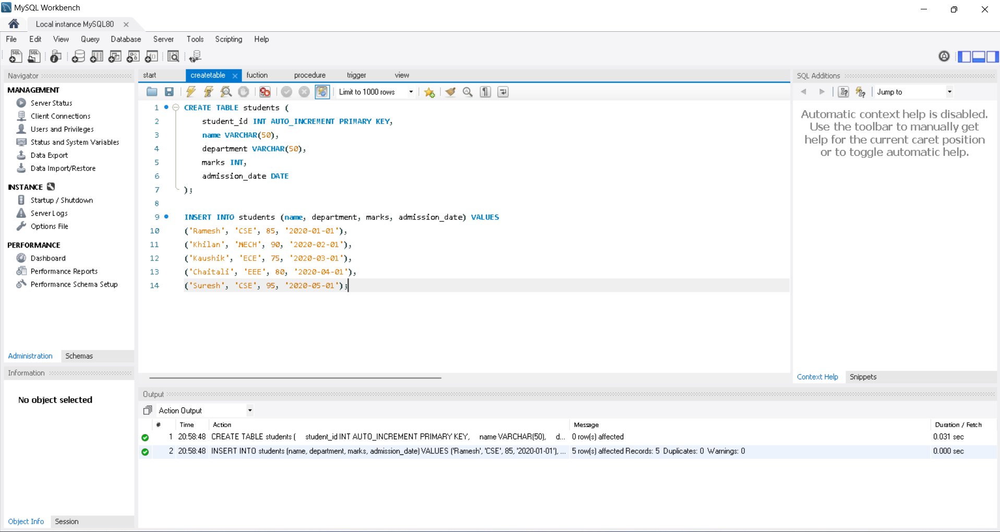 MySQL Workbench
Local instance MySQL80
File Edit View Query Database Server Tools Scripting Help
Navigator
MANAGEMENT
Server Status
Client Connections
Users and Privileges
Status and System Variables
Data Export
Data Import/Restore
INSTANCE
Startup / Shutdown
Server Logs
Options File
PERFORMANCE
Dashboard
Performance Reports
Performance Schema Setup
Administration Schemas
Information
No object selected
Object Info Session
start createtable fuction procedure trigger view
Limit to 1000 rows
1 CREATE TABLE students (
2 student_id INT AUTO_INCREMENT PRIMARY KEY,
3 name VARCHAR(50),
4 department VARCHAR(50),
5 marks INT,
6 admission_date DATE
7 );
8
9 INSERT INTO students (name, department, marks, admission_date) VALUES
10 ('Ramesh', 'CSE', 85, '2020-01-01'),
11 ('Khilan', 'MECH', 90, '2020-02-01'),
12 ('Kaushik', 'ECE', 75, '2020-03-01'),
13 ('Chaitali', 'EEE', 80, '2020-04-01'),
14 ('Suresh', 'CSE', 95, '2020-05-01');
SQL Additions
Jump to
Automatic context help is disabled.
Use the toolbar to manually get
help for the current caret position
or to toggle automatic help.
Context Help Snippets
Output
Action Output
# Time Action Message Duration / Fetch
1 20:58:48 CREATE TABLE students ( student_id INT AUTO_INCREMENT PRIMARY KEY, name VARCHAR(50), d... 0 row(s) affected 0.031 sec
2 20:58:48 INSERT INTO students (name, department, marks, admission_date) VALUES ('Ramesh', 'CSE', 85, '2020-01-01'), ... 5 row(s) affected Records: 5 Duplicates: 0 Warnings: 0 0.000 sec